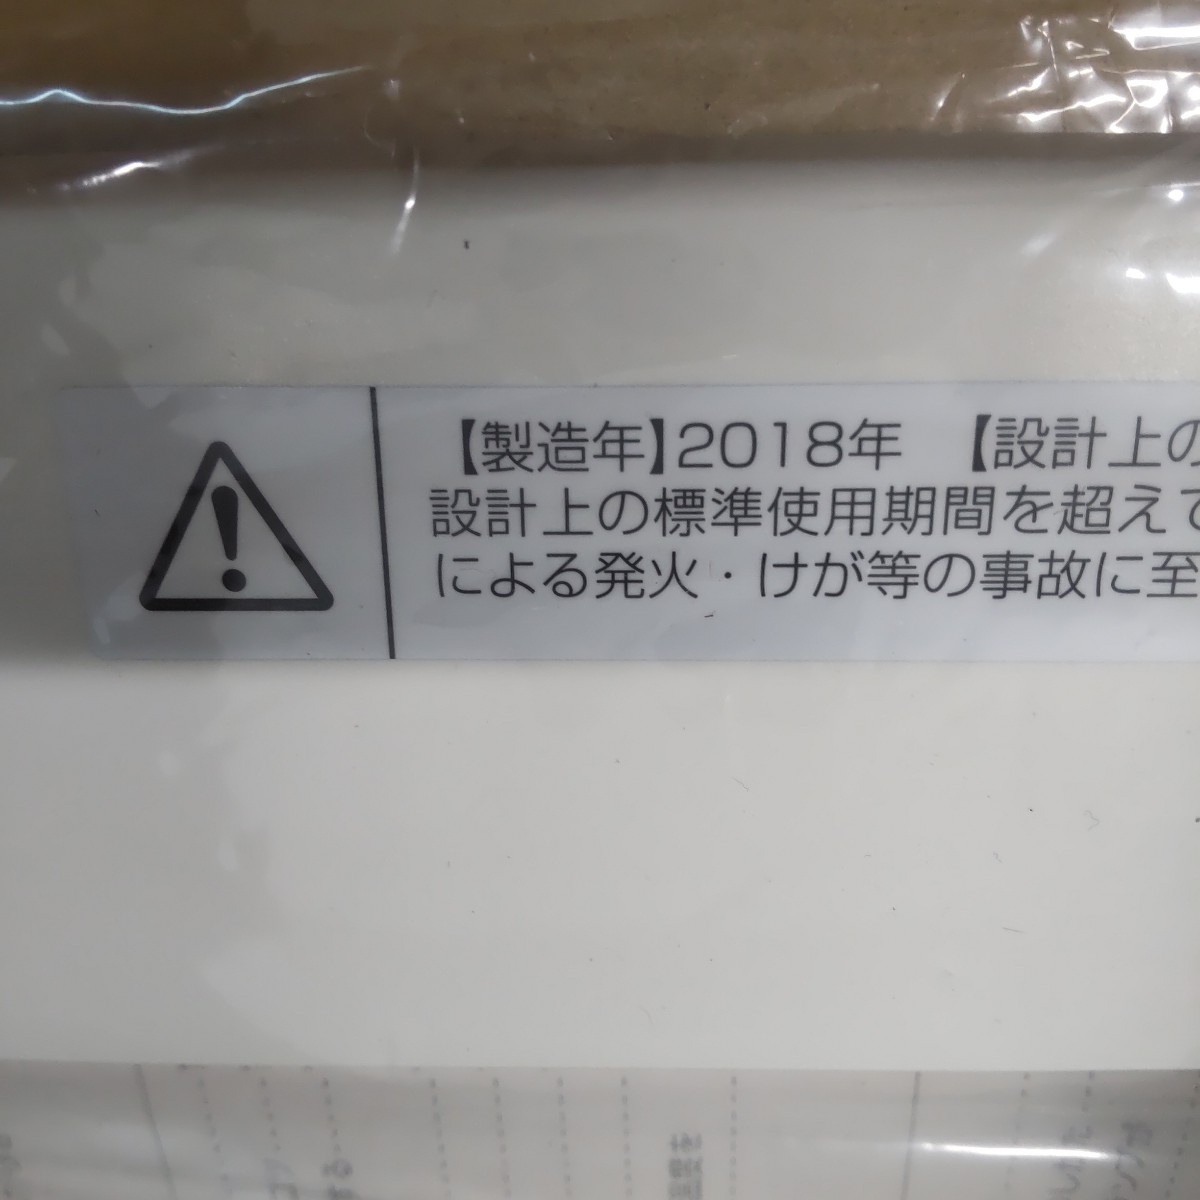 【製造年】2018年 【設計上の
設計上の標準使用期間を超えて
による発火・けが等の事故に至